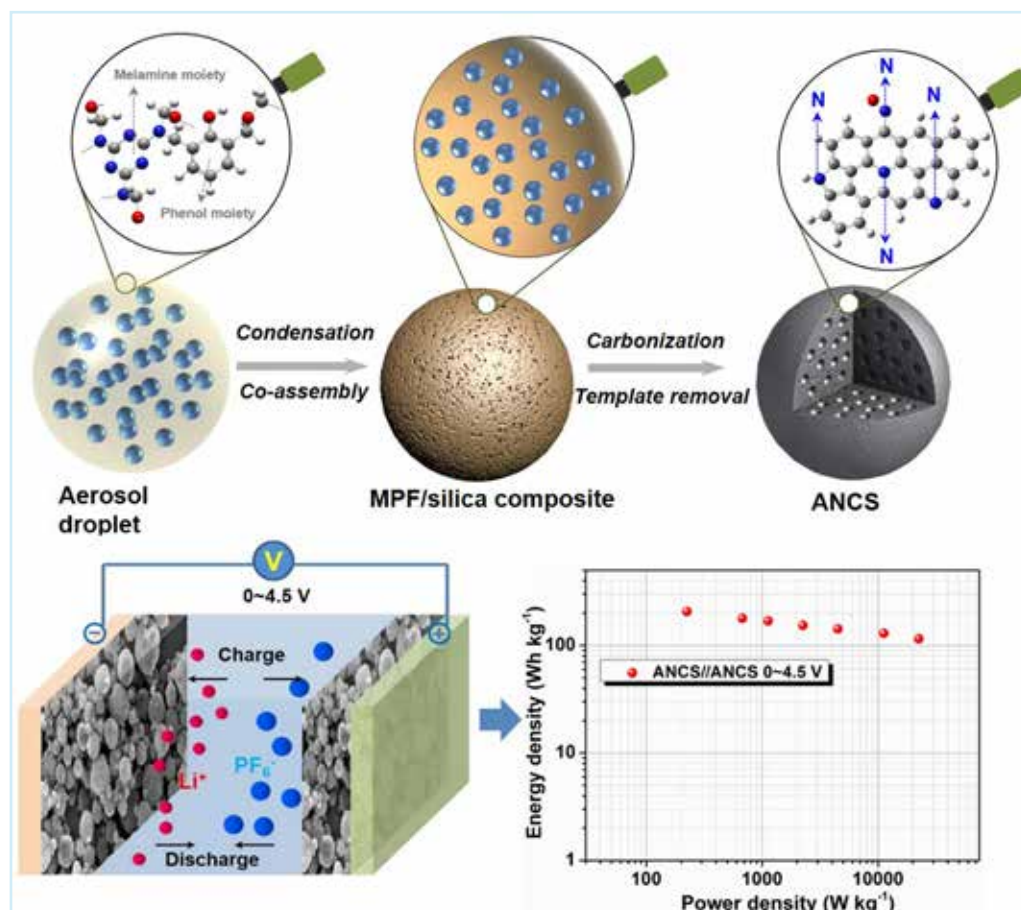 Melamine moiety
Phenol moiety
N
N
N
N
Condensation
Co-assembly
Carbonization
Template removal
Aerosol
droplet
MPF/silica composite
ANCS
V
0~4.5 V
−
+
Charge
Li⁺
PF₆⁻
Discharge
Energy density (Wh kg⁻¹)
100
10
1
ANCS//ANCS 0~4.5 V
100
1000
10000
Power density (W kg⁻¹)